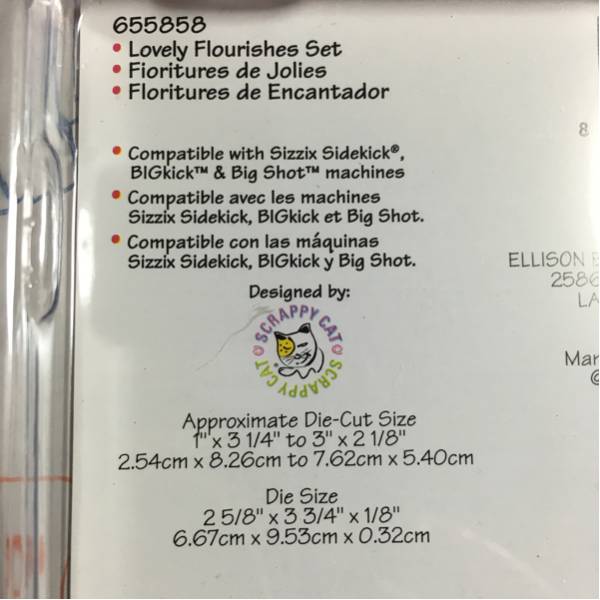 655858
• Lovely Flourishes Set
• Fioritures de Jolies
• Floritures de Encantador
• Compatible with Sizzix Sidekick®,
BIGkick™ & Big Shot™ machines
• Compatible avec les machines
Sizzix Sidekick, BIGkick et Big Shot.
• Compatible con las máquinas
Sizzix Sidekick, BIGkick y Big Shot.
Designed by:
SCRAPPY CAT
SCRAPPY CAT
Approximate Die-Cut Size
1" x 3 1/4" to 3" x 2 1/8"
2.54cm x 8.26cm to 7.62cm x 5.40cm
Die Size
2 5/8" x 3 3/4" x 1/8"
6.67cm x 9.53cm x 0.32cm
8
ELLISON
2586
LA
Mar
©